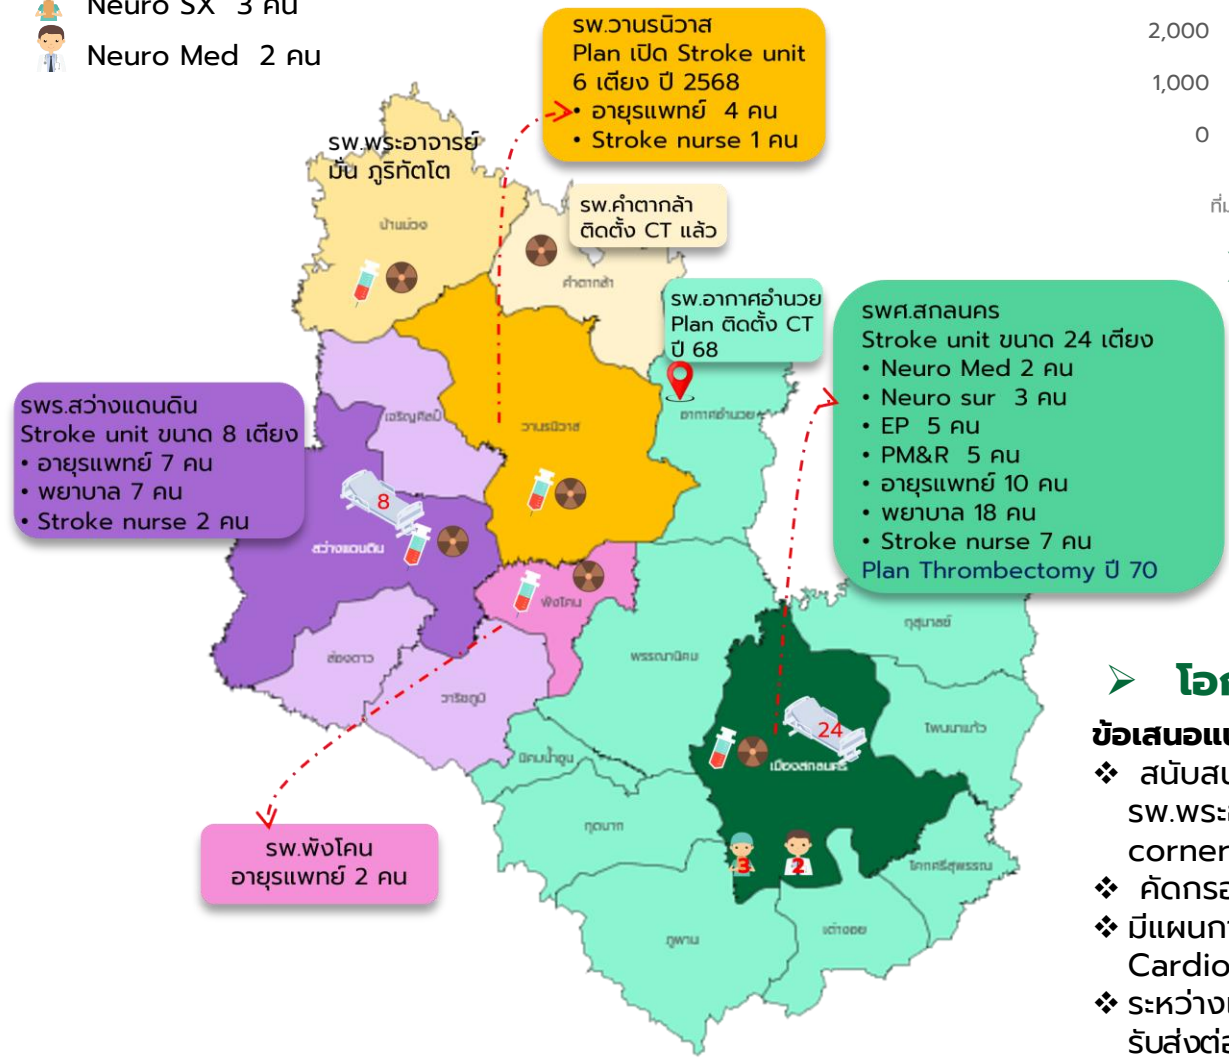 Neuro SX 3 คน
Neuro Med 2 คน
รพ.วานรนิวาส
Plan เปิด Stroke unit
6 เตียง ปี 2568
• อายุรแพทย์ 4 คน
• Stroke nurse 1 คน
2,000
1,000
0
รพ.พระอาจารย์
มั่น ภูริทัตโต
บ้านม่วง
รพ.คำตากล้า
ติดตั้ง CT แล้ว
คำตากล้า
รพ.อากาศอำนวย
Plan ติดตั้ง CT
ปี 68
อากาศอำนวย
รพศ.สกลนคร
Stroke unit ขนาด 24 เตียง
• Neuro Med 2 คน
• Neuro sur 3 คน
• EP 5 คน
• PM&R 5 คน
• อายุรแพทย์ 10 คน
• พยาบาล 18 คน
• Stroke nurse 7 คน
Plan Thrombectomy ปี 70
รพร.สว่างแดนดิน
Stroke unit ขนาด 8 เตียง
• อายุรแพทย์ 7 คน
• พยาบาล 7 คน
• Stroke nurse 2 คน
เจริญศิลป์
วานรนิวาส
8
สว่างแดนดิน
พังโคน
ส่องดาว
วาริชภูมิ
พรรณานิคม
กุสุมาลย์
โพนนาแก้ว
24
เมืองสกลนคร
นิคมน้ำอูน
กุดบาก
3
2
โคกศรีสุพรรณ
ภูพาน
เต่างอย
รพ.พังโคน
อายุรแพทย์ 2 คน
➢ โอก
ข้อเสนอแน
❖ สนับสน
รพ.พระ
corner
❖ คัดกรอ
❖ มีแผนกา
Cardio
❖ ระหว่าง
รับส่งต่อ